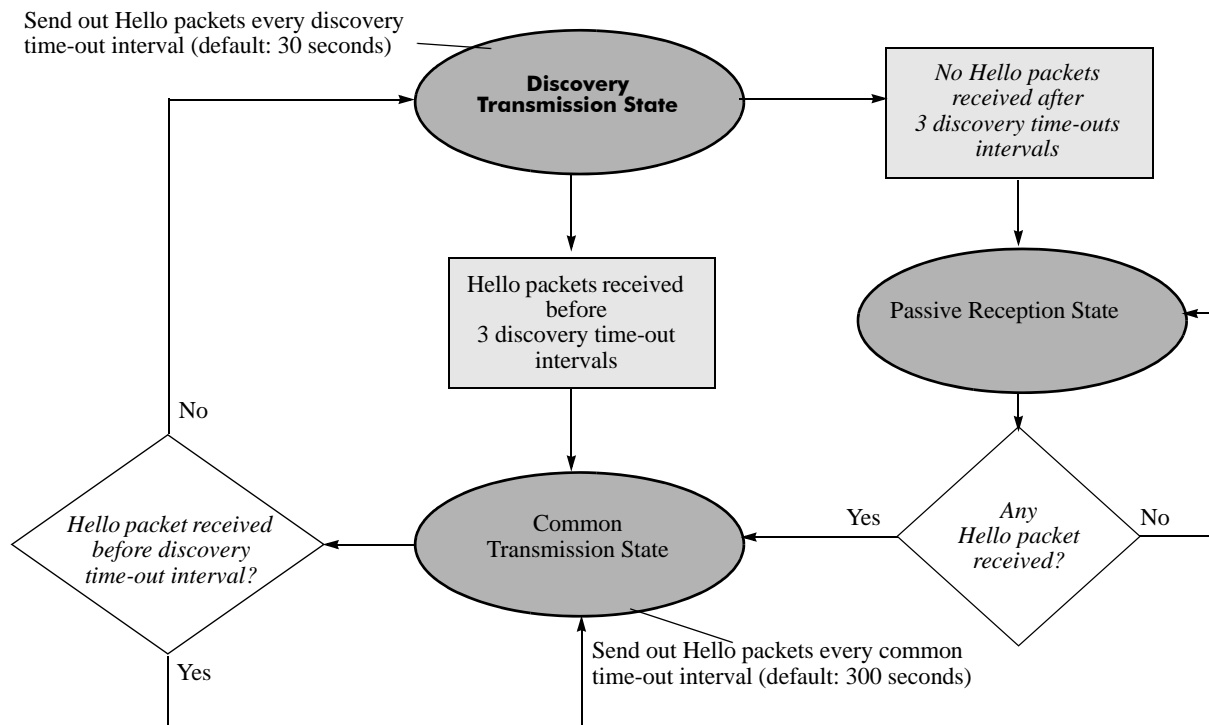 Send out Hello packets every discovery
time-out interval (default: 30 seconds)
Discovery
Transmission State
No Hello packets
received after
3 discovery time-outs
intervals
Hello packets received
before
3 discovery time-out
intervals
Passive Reception State
No
Hello packet received
before discovery
time-out interval?
Common
Transmission State
Yes
Any
Hello packet
received?
No
Yes
Send out Hello packets every common
time-out interval (default: 300 seconds)